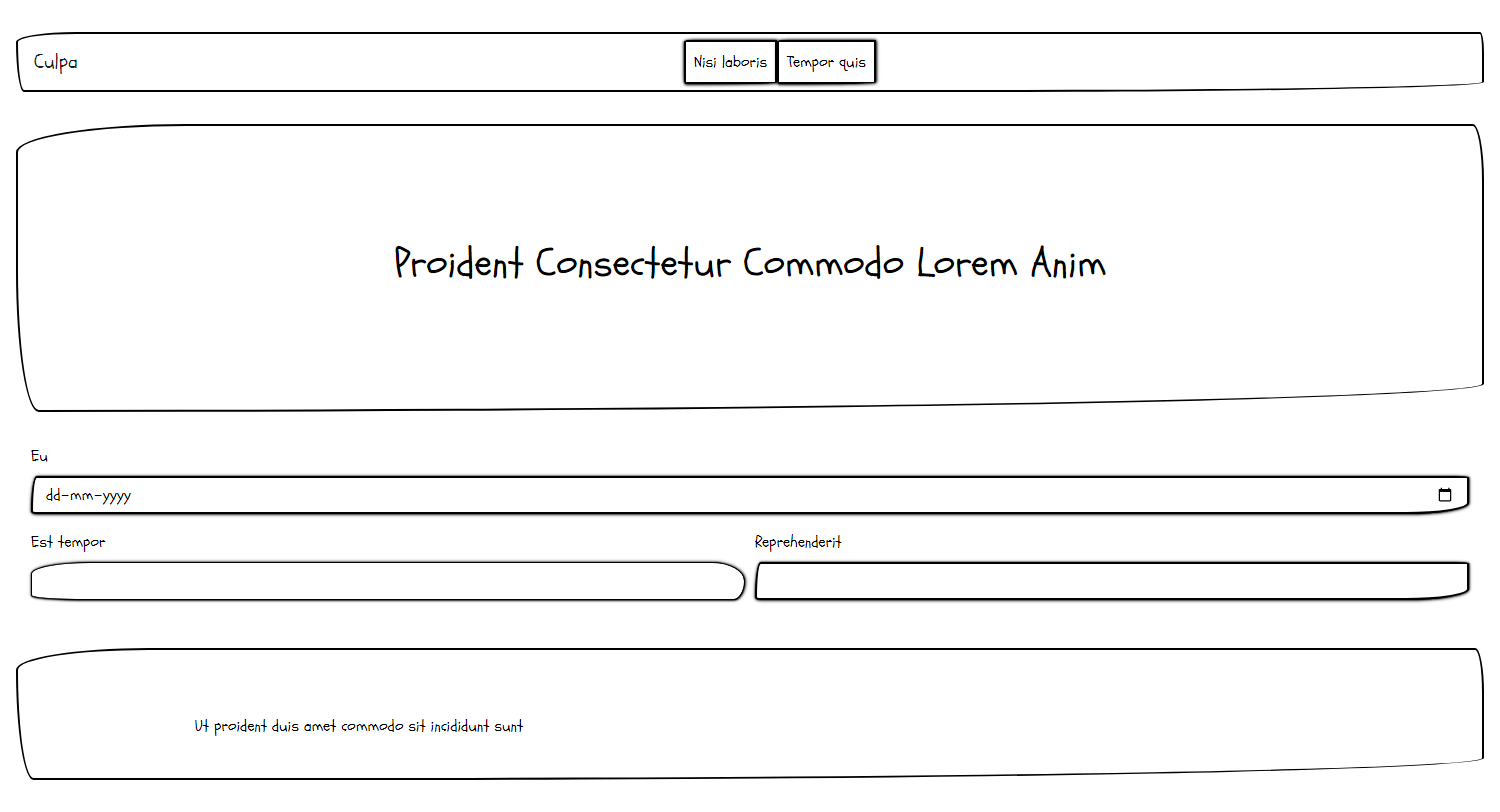 Culpa
Nisi laboris
Tempor quis
Proident Consectetur Commodo Lorem Anim
Eu
dd-mm-yyyy
Est tempor
Reprehenderit
Ut proident duis amet commodo sit incididunt sunt